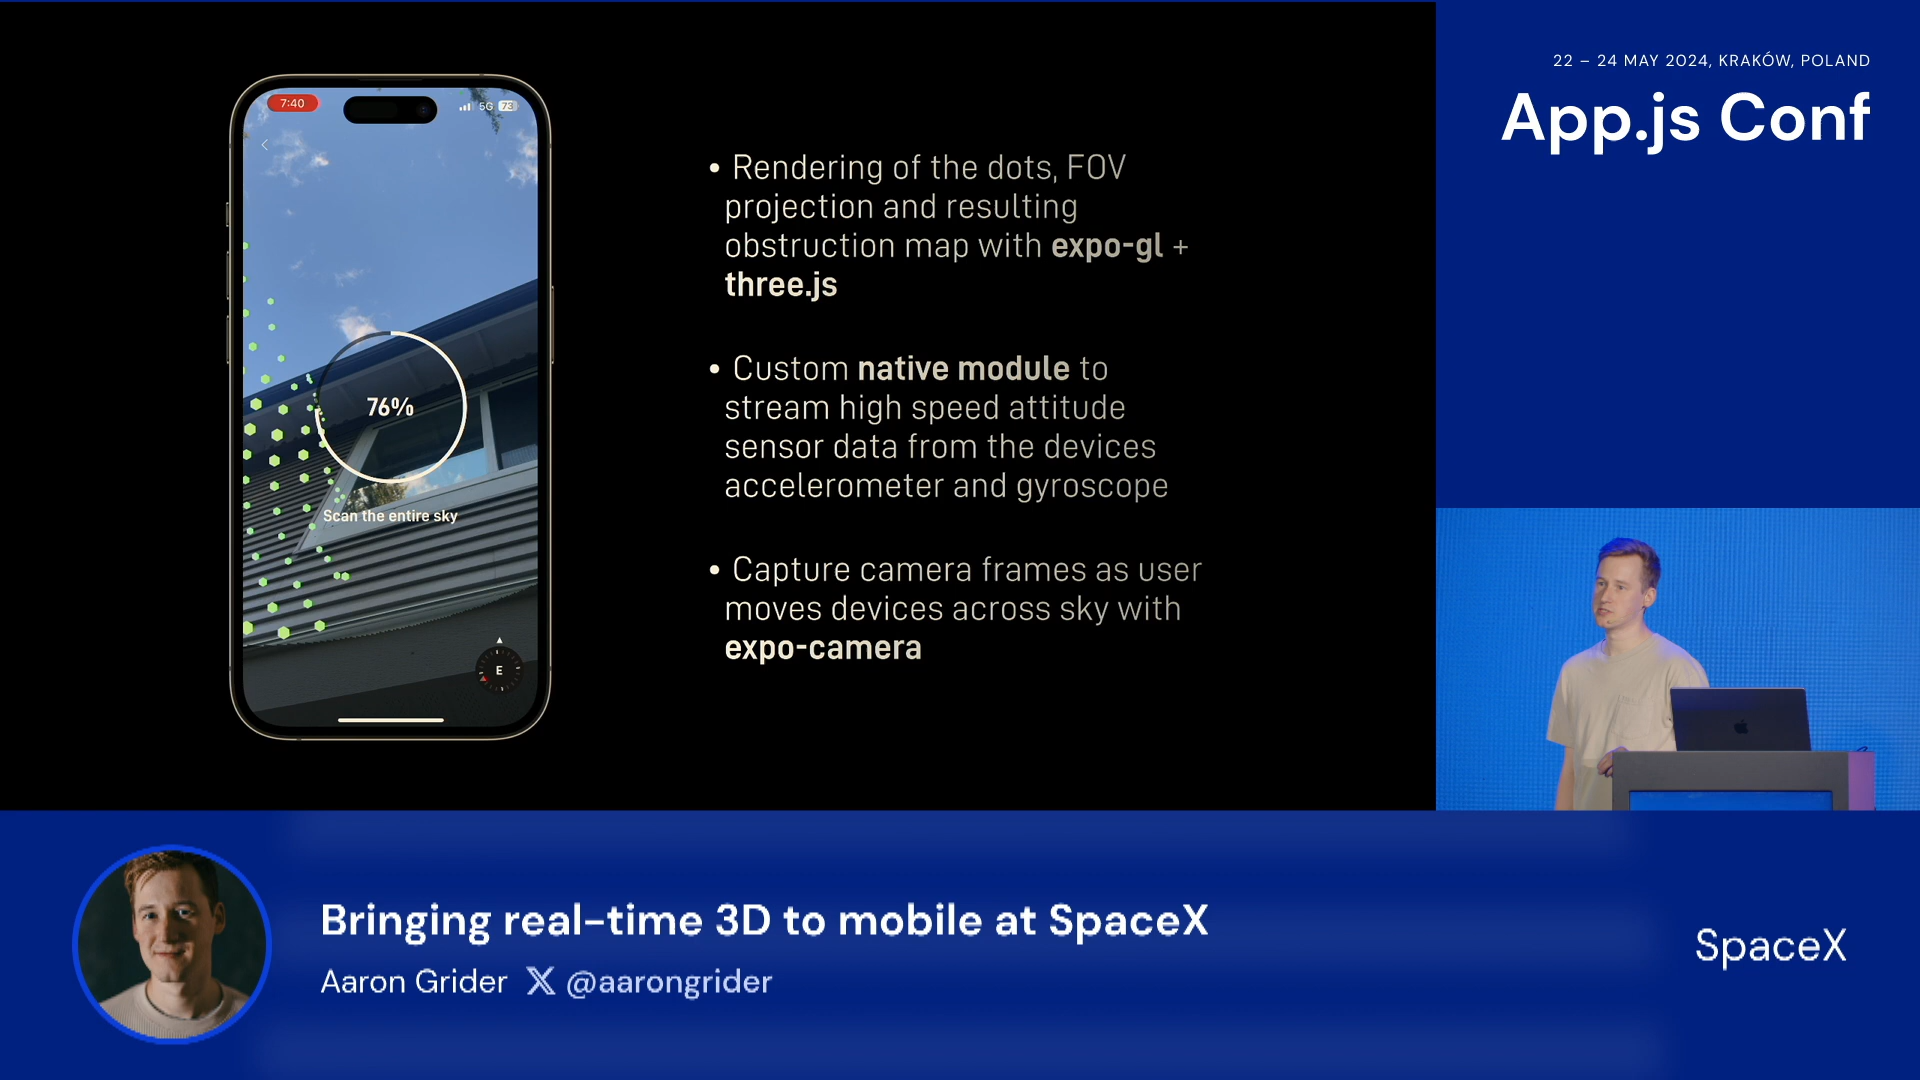 7:40
5G 73
76%
Scan the entire sky
E
• Rendering of the dots, FOV
projection and resulting
obstruction map with expo-gl +
three.js
• Custom native module to
stream high speed attitude
sensor data from the devices
accelerometer and gyroscope
• Capture camera frames as user
moves devices across sky with
expo-camera
22 – 24 MAY 2024, KRAKÓW, POLAND
App.js Conf
Bringing real-time 3D to mobile at SpaceX
Aaron Grider X @aarongrider
SpaceX